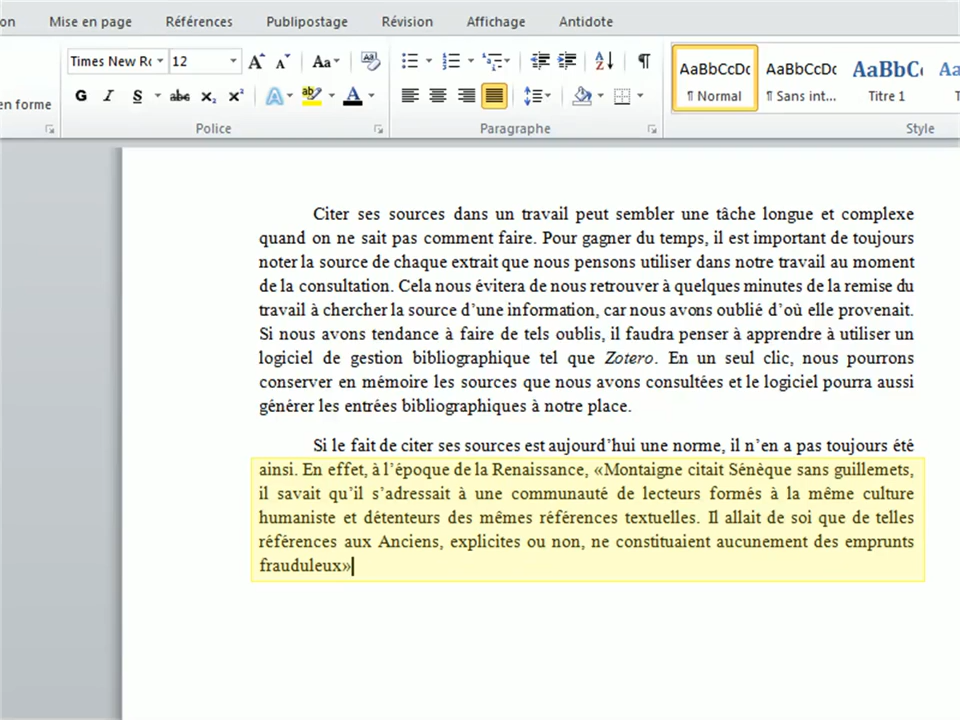 on Mise en page Références Publipostage Révision Affichage Antidote
Times New Ro 12 Aa
AaBbCcDc AaBbCcDc AaBbC
en forme G I S abc x₂ x² A ab A ¶ Normal ¶ Sans int... Titre 1
Police Paragraphe Style
Citer ses sources dans un travail peut sembler une tâche longue et complexe
quand on ne sait pas comment faire. Pour gagner du temps, il est important de toujours
noter la source de chaque extrait que nous pensons utiliser dans notre travail au moment
de la consultation. Cela nous évitera de nous retrouver à quelques minutes de la remise du
travail à chercher la source d’une information, car nous avons oublié d’où elle provenait.
Si nous avons tendance à faire de tels oublis, il faudra penser à apprendre à utiliser un
logiciel de gestion bibliographique tel que Zotero. En un seul clic, nous pourrons
conserver en mémoire les sources que nous avons consultées et le logiciel pourra aussi
générer les entrées bibliographiques à notre place.
Si le fait de citer ses sources est aujourd’hui une norme, il n’en a pas toujours été
ainsi. En effet, à l’époque de la Renaissance, «Montaigne citait Sénèque sans guillemets,
il savait qu’il s’adressait à une communauté de lecteurs formés à la même culture
humaniste et détenteurs des mêmes références textuelles. Il allait de soi que de telles
références aux Anciens, explicites ou non, ne constituaient aucunement des emprunts
frauduleux»